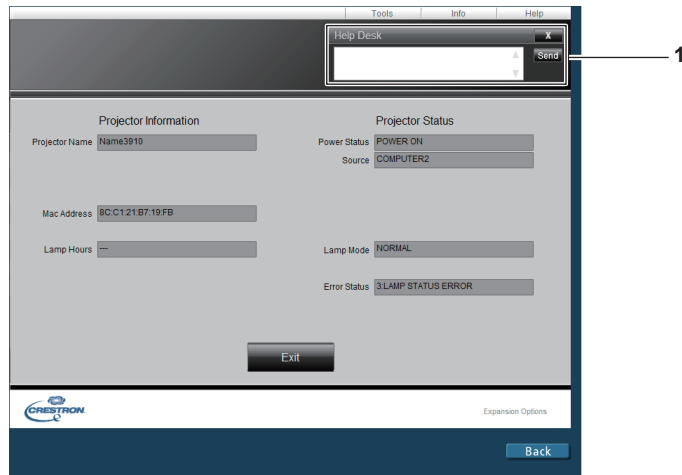 Tools Info Help
Help Desk X
Send 1
Projector Information Projector Status
Projector Name Name3910 Power Status POWER ON
Source COMPUTER2
Mac Address 8C:C1:21:B7:19:FB
Lamp Hours --- Lamp Mode NORMAL
Error Status 3:LAMP STATUS ERROR
Exit
CRESTRON e Expansion Options
Back